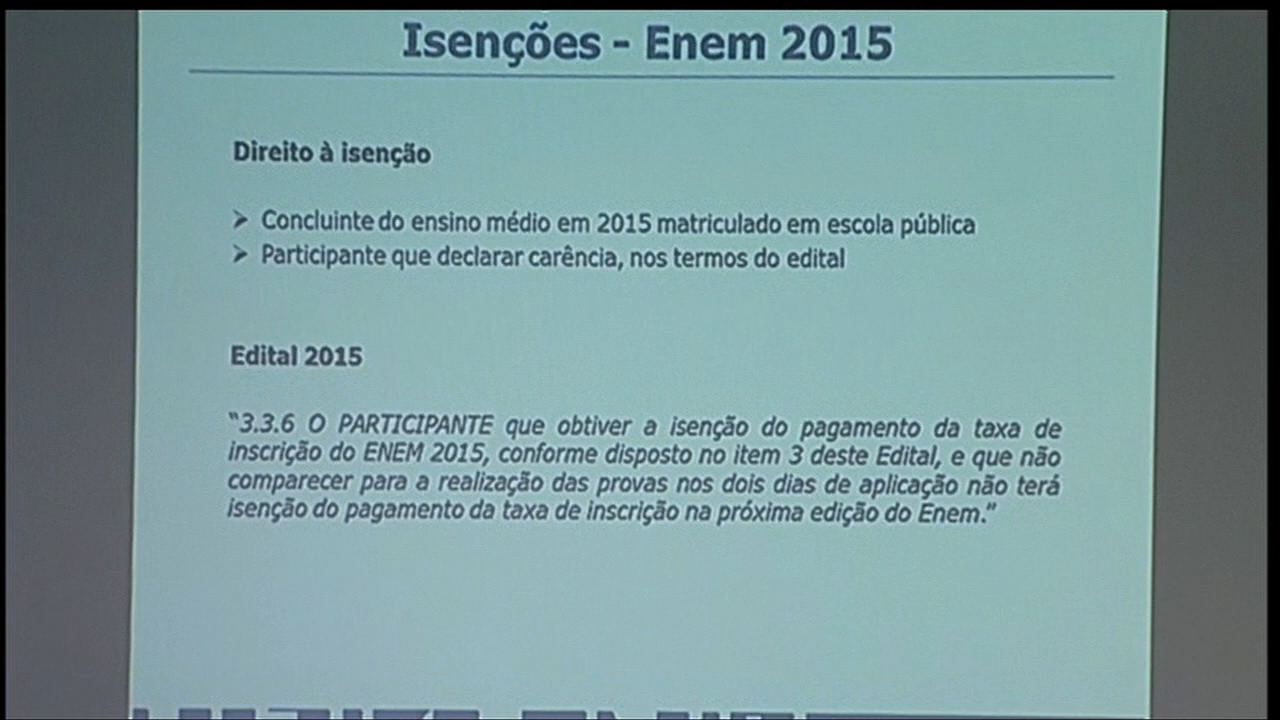 Isenções - Enem 2015
Direito à isenção
➢ Concluinte do ensino médio em 2015 matriculado em escola pública
➢ Participante que declarar carência, nos termos do edital
Edital 2015
"3.3.6 O PARTICIPANTE que obtiver a isenção do pagamento da taxa de
inscrição do ENEM 2015, conforme disposto no item 3 deste Edital, e que não
comparecer para a realização das provas nos dois dias de aplicação não terá
isenção do pagamento da taxa de inscrição na próxima edição do Enem."